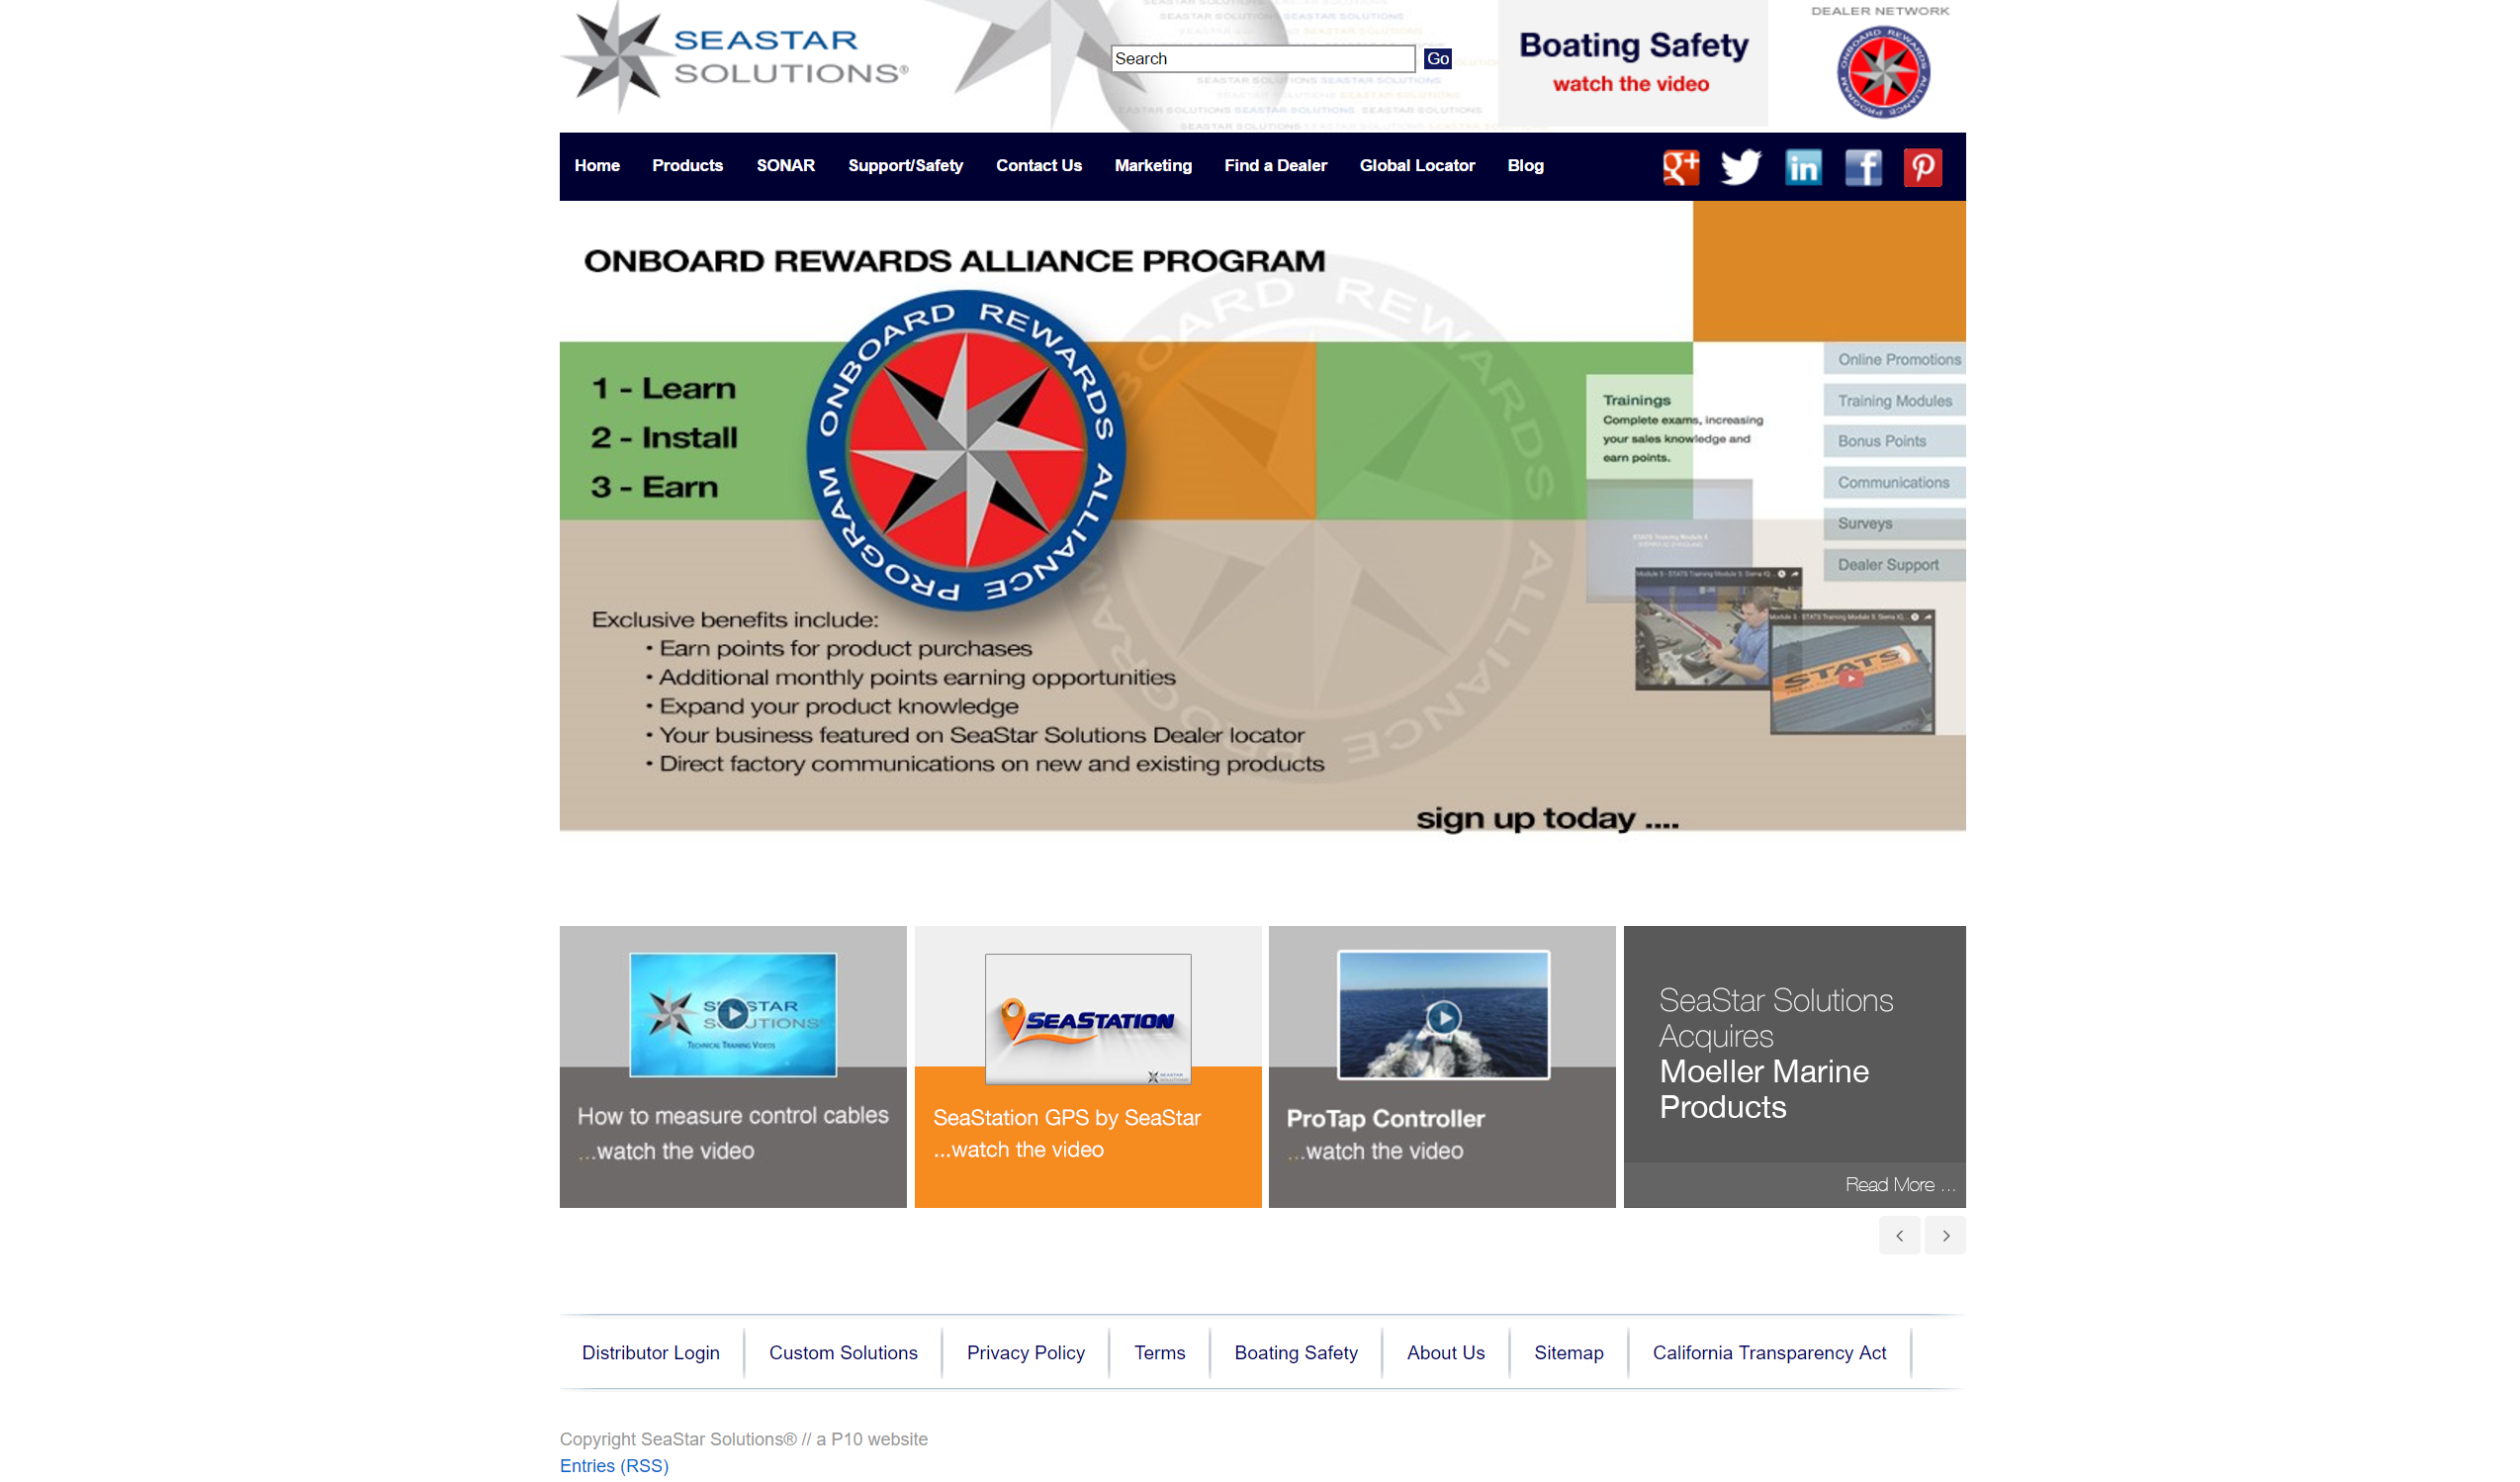 SEASTAR
SOLUTIONS®
Search
Go
Boating Safety
watch the video
DEALER NETWORK
ONBOARD REWARDS ALLIANCE PROGRAM
Home
Products
SONAR
Support/Safety
Contact Us
Marketing
Find a Dealer
Global Locator
Blog
ONBOARD REWARDS ALLIANCE PROGRAM
1 - Learn
2 - Install
3 - Earn
ONBOARD REWARDS ALLIANCE PROGRAM
Exclusive benefits include:
• Earn points for product purchases
• Additional monthly points earning opportunities
• Expand your product knowledge
• Your business featured on SeaStar Solutions Dealer locator
• Direct factory communications on new and existing products
Trainings
Complete exams, increasing
your sales knowledge and
earn points.
Online Promotions
Training Modules
Bonus Points
Communications
Surveys
Dealer Support
STATS
sign up today ....
SEASTAR
SOLUTIONS
TECHNICAL TRAINING VIDEOS
How to measure control cables
...watch the video
SEASTATION
SEASTAR
SOLUTIONS
SeaStation GPS by SeaStar
...watch the video
ProTap Controller
...watch the video
SeaStar Solutions
Acquires
Moeller Marine
Products
Read More ...
Distributor Login
Custom Solutions
Privacy Policy
Terms
Boating Safety
About Us
Sitemap
California Transparency Act
Copyright SeaStar Solutions® // a P10 website
Entries (RSS)